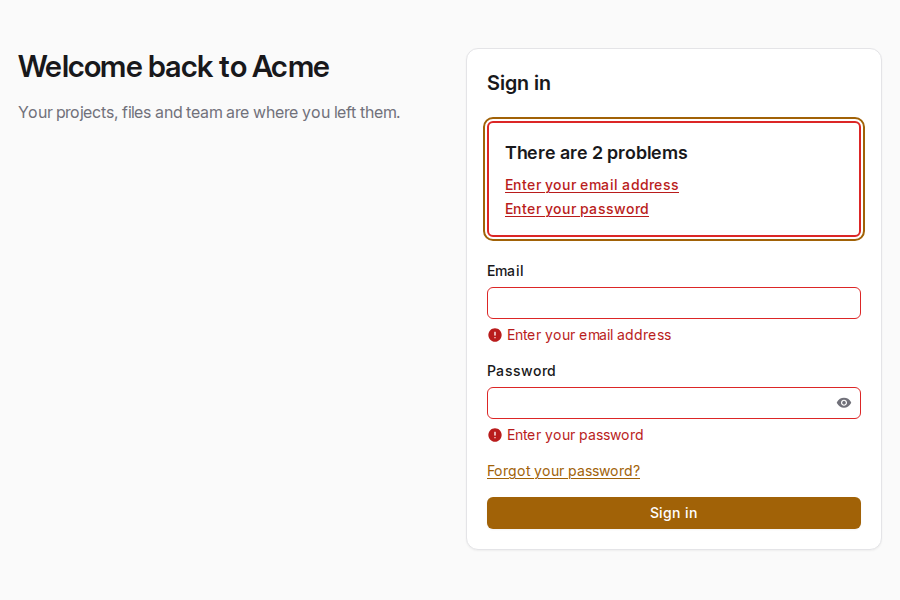 Welcome back to Acme
Your projects, files and team are where you left them.
Sign in
There are 2 problems
Enter your email address
Enter your password
Email
Enter your email address
Password
Enter your password
Forgot your password?
Sign in